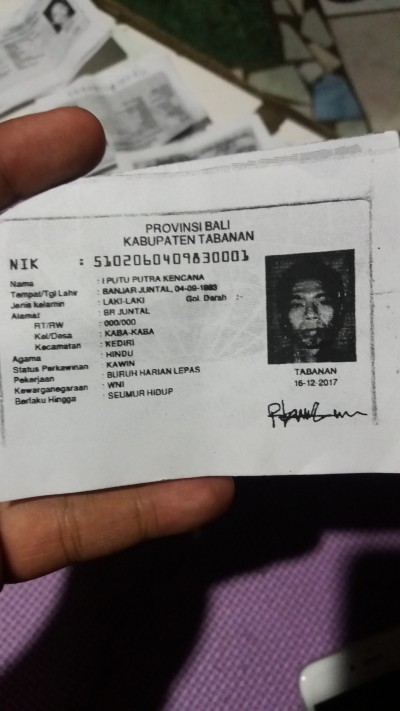 PROVINSI BALI
KABUPATEN TABANAN
NIK : 5102060409830001
Nama : I PUTU PUTRA KENCANA
Tempat/Tgl Lahir : BANJAR JUNTAL, 04-09-1983
Jenis kelamin : LAKI-LAKI Gol. Darah :-
Alamat : BR JUNTAL
RT/RW : 000/000
Kel/Desa : KABA-KABA
Kecamatan : KEDIRI
Agama : HINDU
Status Perkawinan : KAWIN
Pekerjaan : BURUH HARIAN LEPAS
Kewarganegaraan : WNI
Berlaku Hingga : SEUMUR HIDUP
TABANAN
16-12-2017